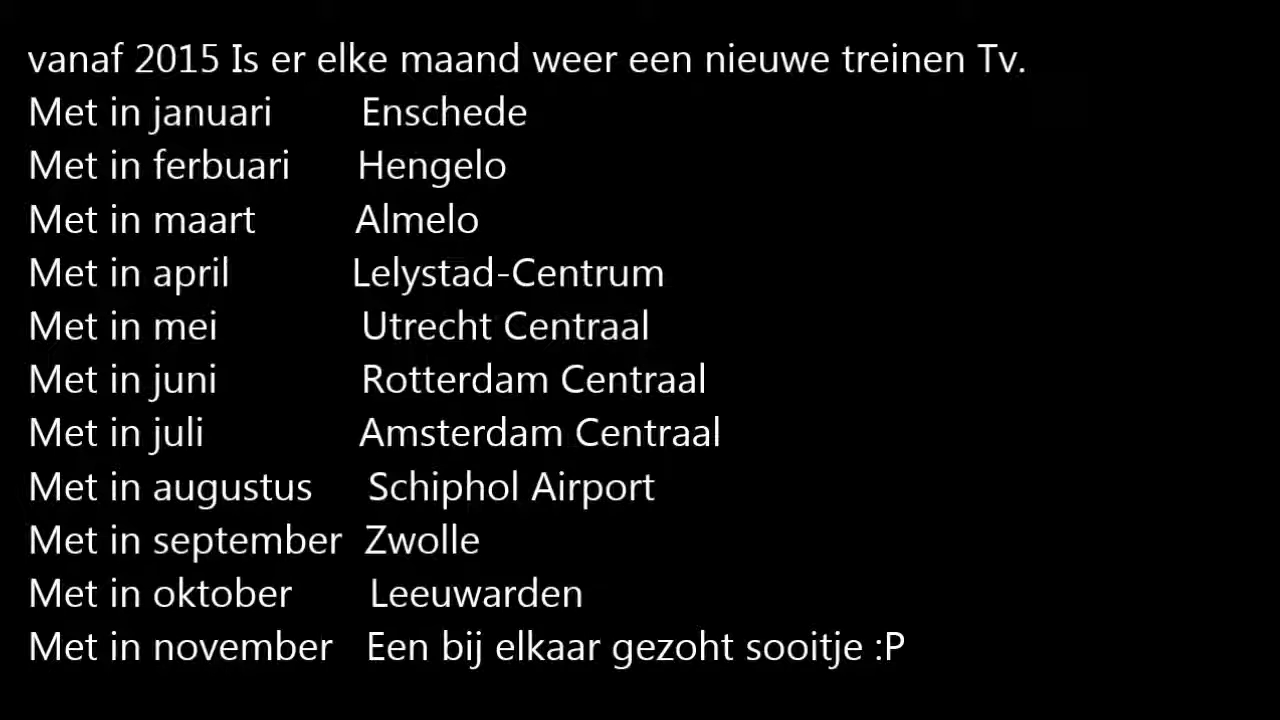 vanaf 2015 Is er elke maand weer een nieuwe treinen Tv.
Met in januari Enschede
Met in ferbuari Hengelo
Met in maart Almelo
Met in april Lelystad-Centrum
Met in mei Utrecht Centraal
Met in juni Rotterdam Centraal
Met in juli Amsterdam Centraal
Met in augustus Schiphol Airport
Met in september Zwolle
Met in oktober Leeuwarden
Met in november Een bij elkaar gezoht sooitje :P